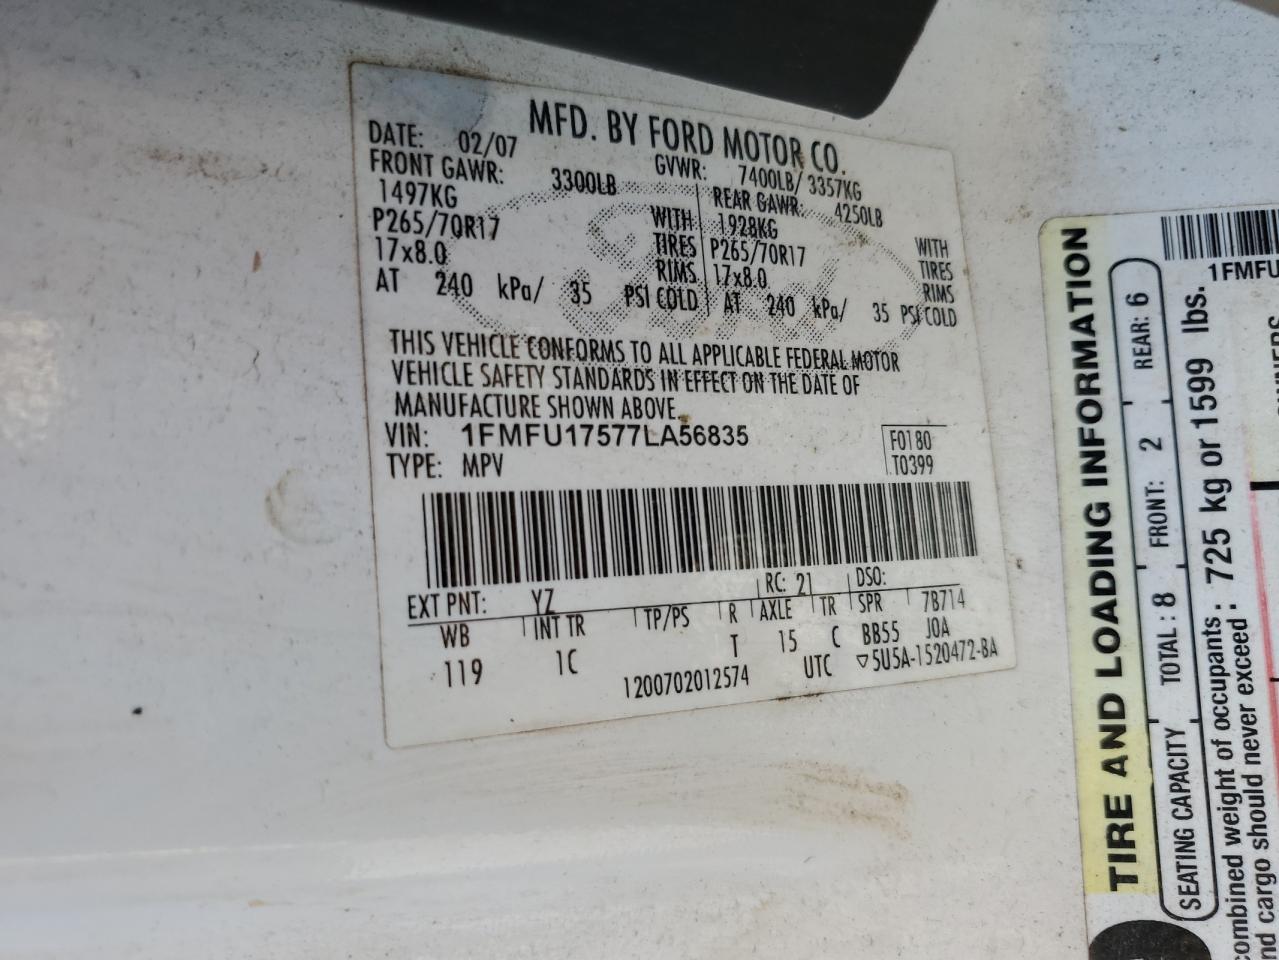 MFD. BY FORD MOTOR CO.
DATE: 02/07 GVWR: 7400LB/ 3357KG
FRONT GAWR: 3300LB REAR GAWR: 4250LB
1497KG WITH 1928KG WITH
P265/70R17 TIRES P265/70R17 TIRES
17x8.0 RIMS 17x8.0 RIMS
AT 240 kPa/ 35 PSI COLD AT 240 kPa/ 35 PSI COLD
THIS VEHICLE CONFORMS TO ALL APPLICABLE FEDERAL MOTOR
VEHICLE SAFETY STANDARDS IN EFFECT ON THE DATE OF
MANUFACTURE SHOWN ABOVE.
VIN: 1FMFU17577LA56835 F0180
TYPE: MPV T0399
EXT PNT: YZ RC: 21 DSO:
WB INT TR TP/PS R AXLE TR SPR 7B714
119 1C T 15 C BB55 JOA
1200702012574 UTC ▽5U5A-1520472-BA
TIRE AND LOADING INFORMATION
SEATING CAPACITY TOTAL: 8 FRONT: 2 REAR: 6
combined weight of occupants
nd cargo should never exceed : 725 kg or 1599 lbs.
1FMFU